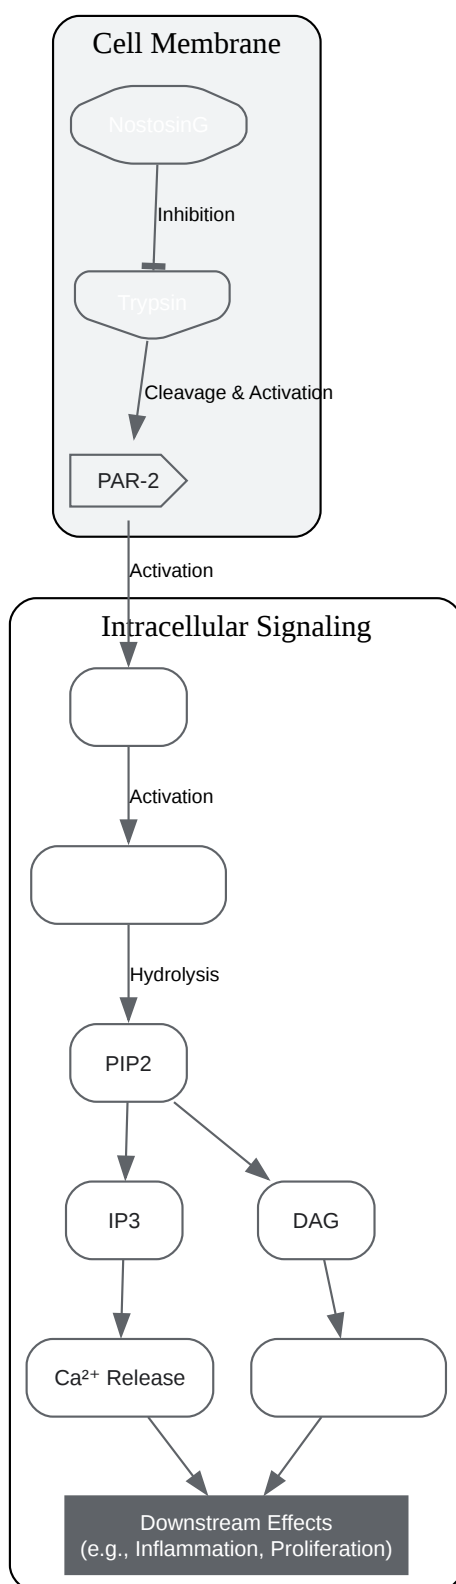 Cell Membrane
NostosinG
Inhibition
Trypsin
Cleavage & Activation
PAR-2
Activation
Intracellular Signaling
Activation
Hydrolysis
PIP2
IP3
DAG
Ca²⁺ Release
Downstream Effects
(e.g., Inflammation, Proliferation)